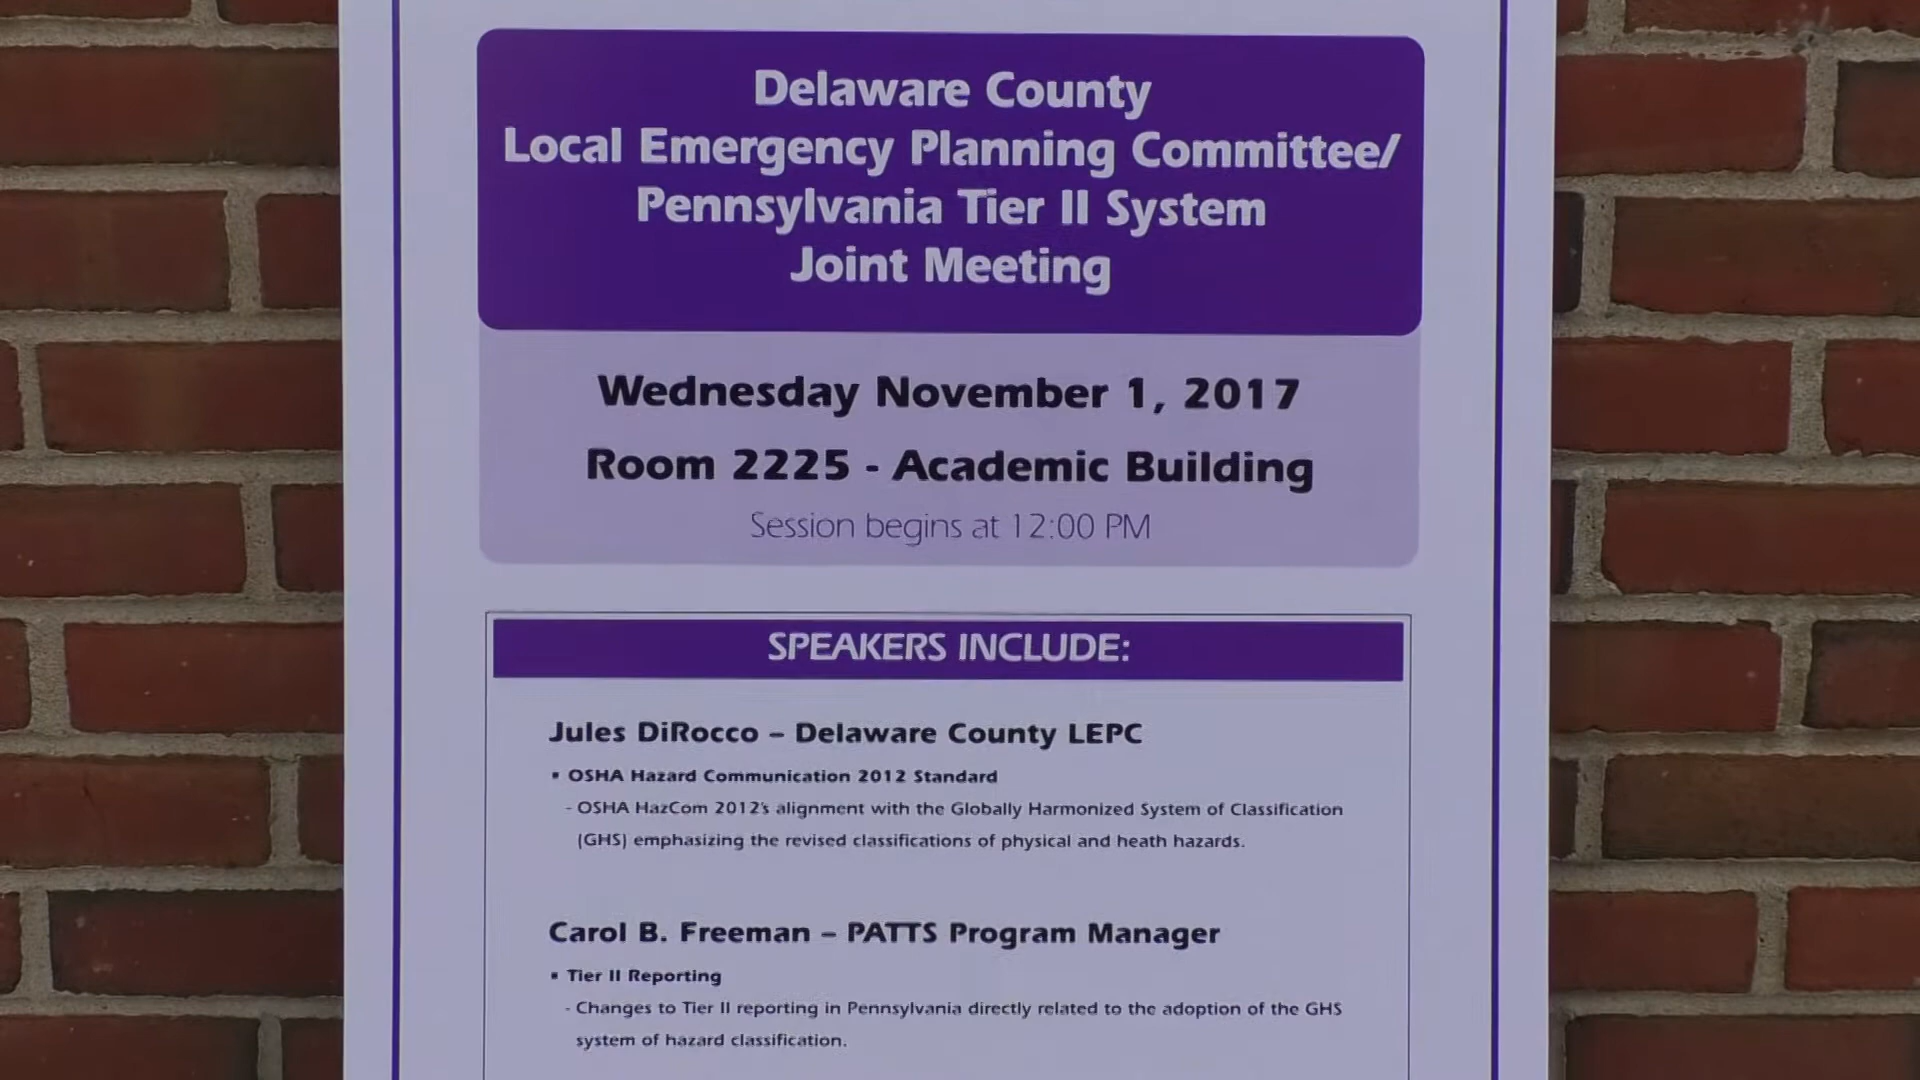 Delaware County
Local Emergency Planning Committee/
Pennsylvania Tier II System
Joint Meeting
Wednesday November 1, 2017
Room 2225 - Academic Building
Session begins at 12:00 PM
SPEAKERS INCLUDE:
Jules DiRocco – Delaware County LEPC
▪ OSHA Hazard Communication 2012 Standard
- OSHA HazCom 2012's alignment with the Globally Harmonized System of Classification
(GHS) emphasizing the revised classifications of physical and heath hazards.
Carol B. Freeman – PATTS Program Manager
▪ Tier II Reporting
- Changes to Tier II reporting in Pennsylvania directly related to the adoption of the GHS
system of hazard classification.